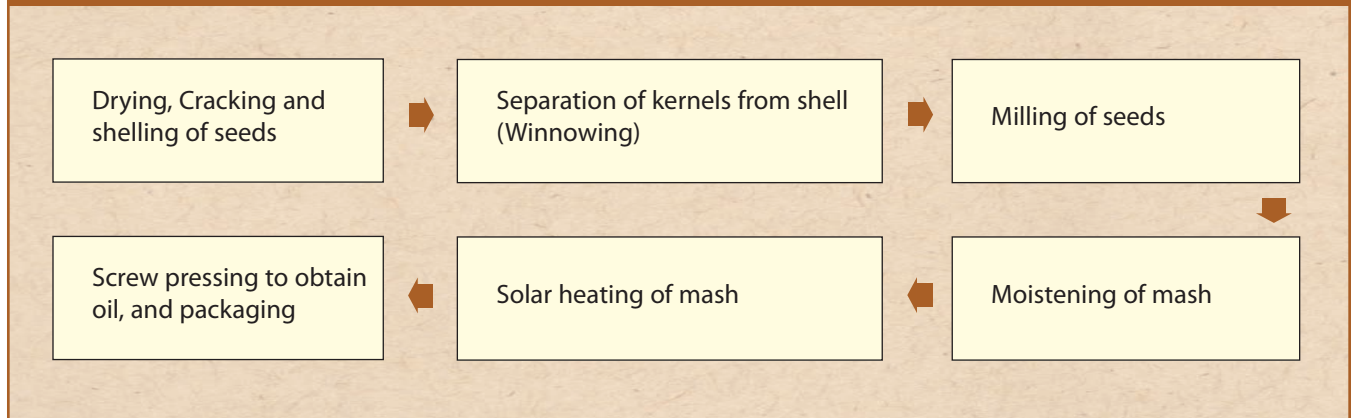 Drying, Cracking and
shelling of seeds
Separation of kernels from shell
(Winnowing)
Milling of seeds
Moistening of mash
Solar heating of mash
Screw pressing to obtain
oil, and packaging